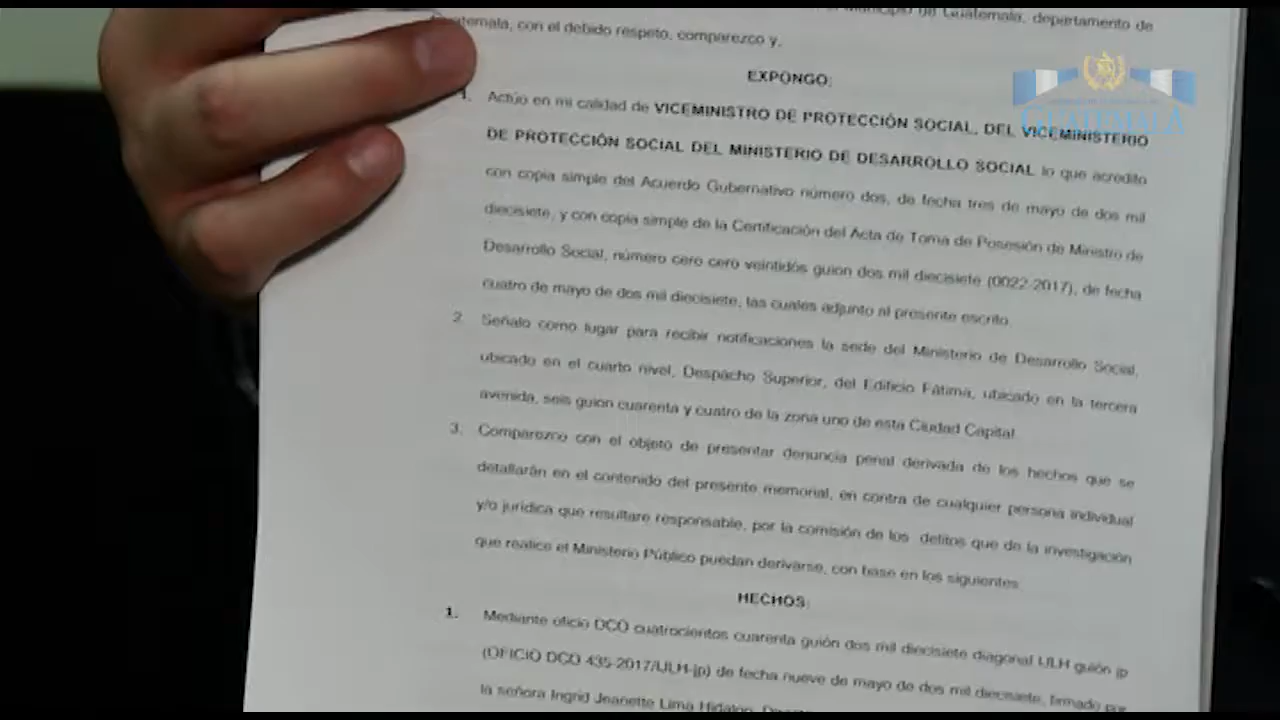 Municipio de Guatemala, departamento de
Guatemala, con el debido respeto, comparezco y,
EXPONGO:
1. Actúo en mi calidad de VICEMINISTRO DE PROTECCIÓN SOCIAL, DEL VICEMINISTERIO
DE PROTECCIÓN SOCIAL DEL MINISTERIO DE DESARROLLO SOCIAL lo que acredito
con copia simple del Acuerdo Gubernativo número dos, de fecha tres de mayo de dos mil
diecisiete, y con copia simple de la Certificación del Acta de Toma de Posesión de Ministro de
Desarrollo Social, número cero cero veintidós guion dos mil diecisiete (0022-2017), de fecha
cuatro de mayo de dos mil diecisiete, las cuales adjunto al presente escrito.
2. Señalo como lugar para recibir notificaciones la sede del Ministerio de Desarrollo Social,
ubicado en el cuarto nivel, Despacho Superior, del Edificio Fátima, ubicado en la tercera
avenida, seis guion cuarenta y cuatro de la zona uno de esta Ciudad Capital.
3. Comparezco con el objeto de presentar denuncia penal derivada de los hechos que se
detallarán en el contenido del presente memorial, en contra de cualquier persona individual
y/o jurídica que resultare responsable, por la comisión de los delitos que de la investigación
que realice el Ministerio Público puedan derivarse, con base en los siguientes
HECHOS:
1. Mediante oficio DCO cuatrocientos cuarenta guión dos mil diecisiete diagonal ULH guión jp
(OFICIO DCO 435-2017/ULH-jp) de fecha nueve de mayo de dos mil diecisiete, firmado por
la señora Ingrid Jeanette Lima Hidalgo,
GUATEMALA